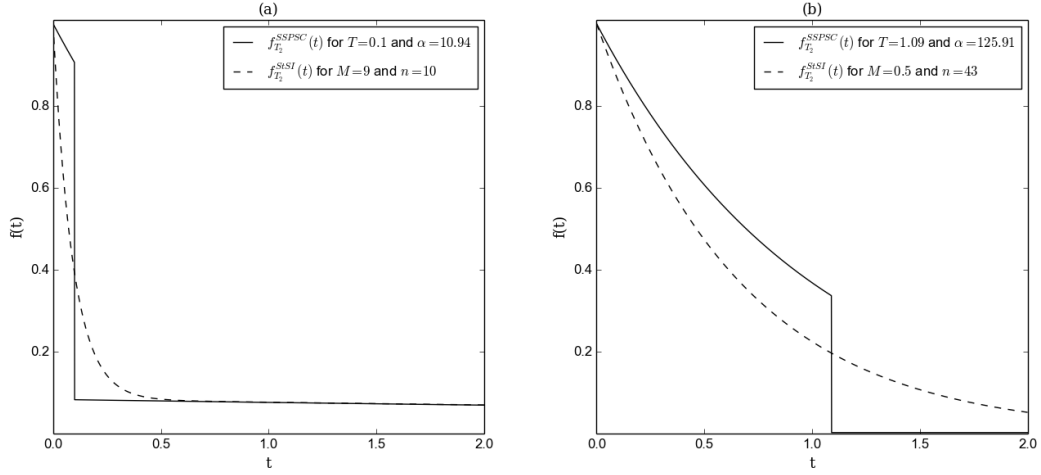 (a)
f_{T_2}^{SSPSC}(t) for T=0.1 and α=10.94
f_{T_2}^{StSI}(t) for M=9 and n=10
f(t)
0.8
0.6
0.4
0.2
0.0 0.5 1.0 1.5 2.0
t
(b)
f_{T_2}^{SSPSC}(t) for T=1.09 and α=125.91
f_{T_2}^{StSI}(t) for M=0.5 and n=43
f(t)
0.8
0.6
0.4
0.2
0.0 0.5 1.0 1.5 2.0
t